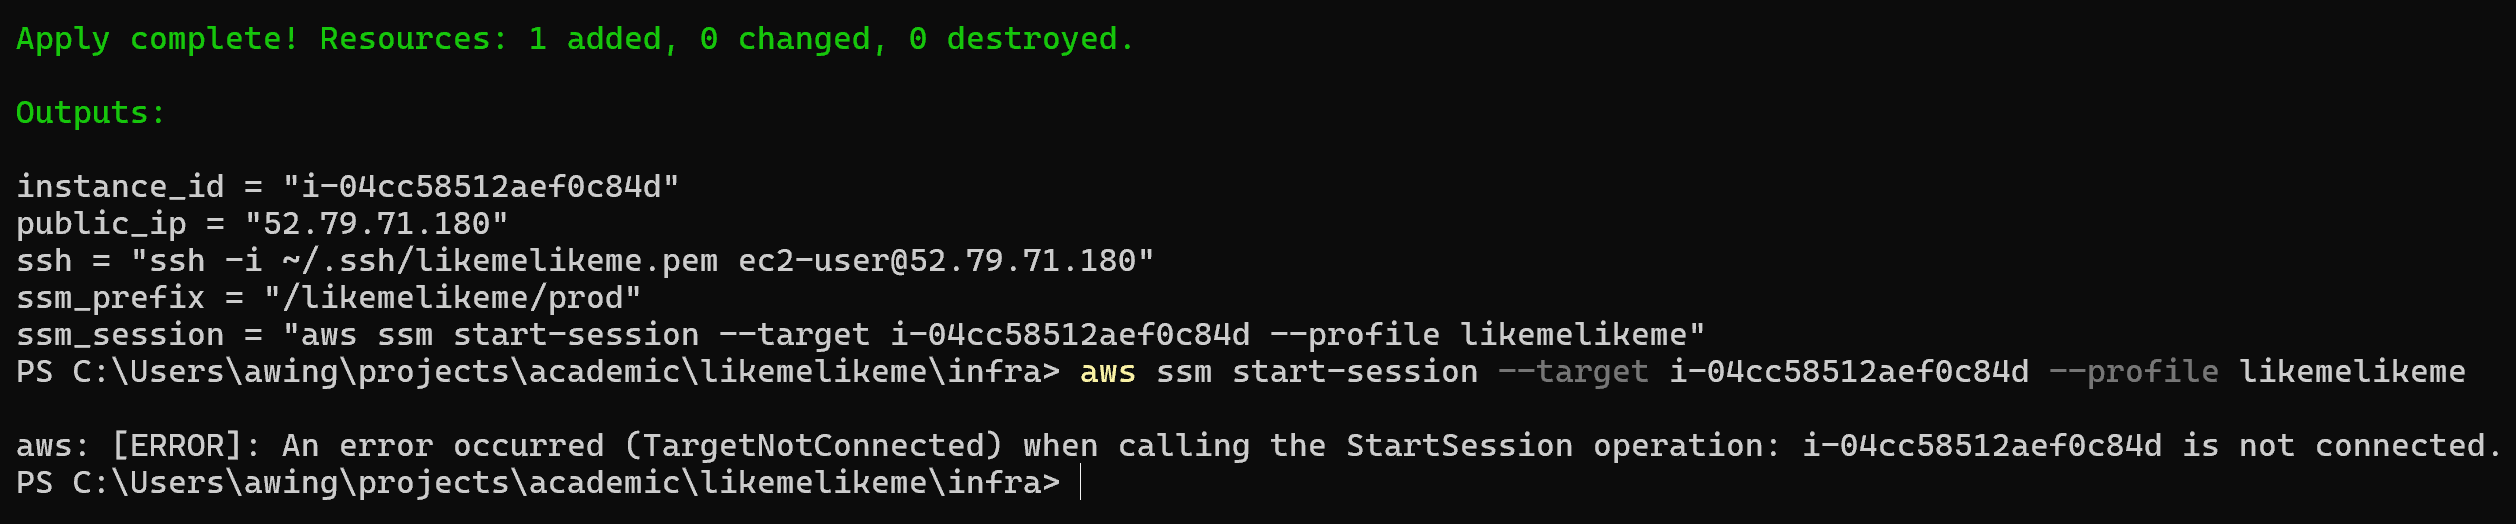 Apply complete! Resources: 1 added, 0 changed, 0 destroyed.
Outputs:
instance_id = "i-04cc58512aef0c84d"
public_ip = "52.79.71.180"
ssh = "ssh -i ~/.ssh/likemelikeme.pem ec2-user@52.79.71.180"
ssm_prefix = "/likemelikeme/prod"
ssm_session = "aws ssm start-session --target i-04cc58512aef0c84d --profile likemelikeme"
PS C:\Users\awing\projects\academic\likemelikeme\infra> aws ssm start-session --target i-04cc58512aef0c84d --profile likemelikeme
aws: [ERROR]: An error occurred (TargetNotConnected) when calling the StartSession operation: i-04cc58512aef0c84d is not connected.
PS C:\Users\awing\projects\academic\likemelikeme\infra>